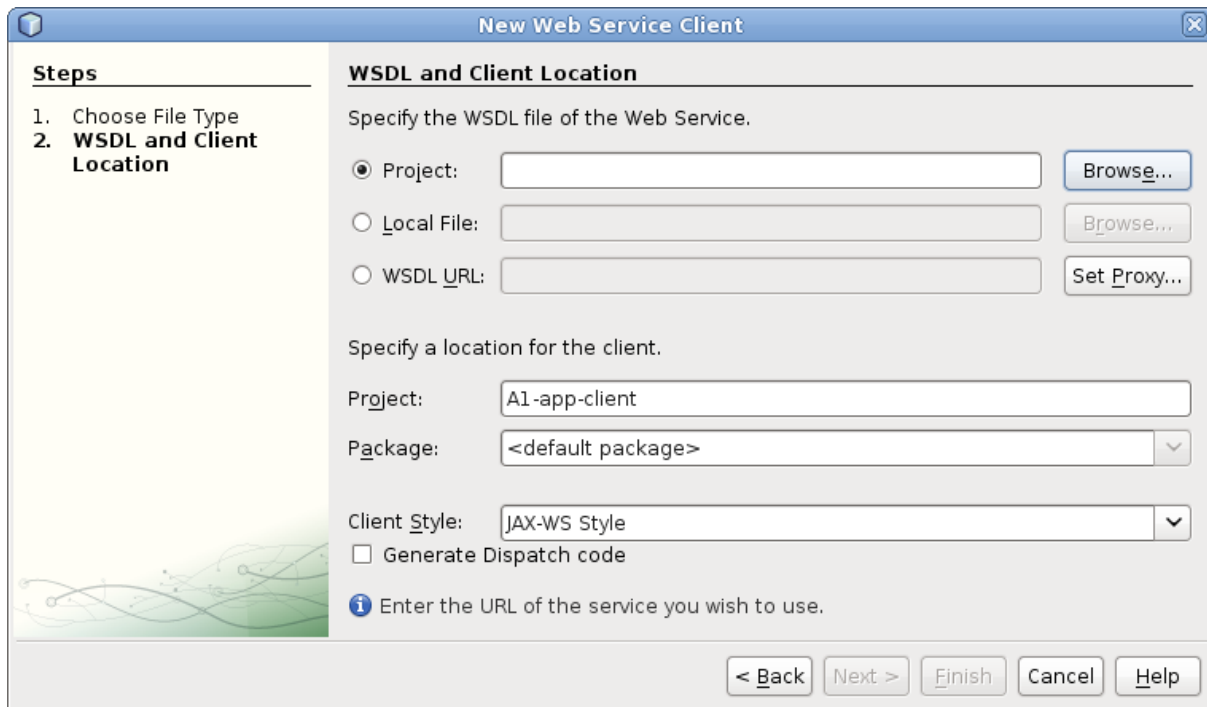 New Web Service Client
Steps
1. Choose File Type
2. WSDL and Client
Location
WSDL and Client Location
Specify the WSDL file of the Web Service.
Project:
Browse...
Local File:
Browse...
WSDL URL:
Set Proxy...
Specify a location for the client.
Project: A1-app-client
Package: <default package>
Client Style: JAX-WS Style
Generate Dispatch code
Enter the URL of the service you wish to use.
< Back Next > Finish Cancel Help